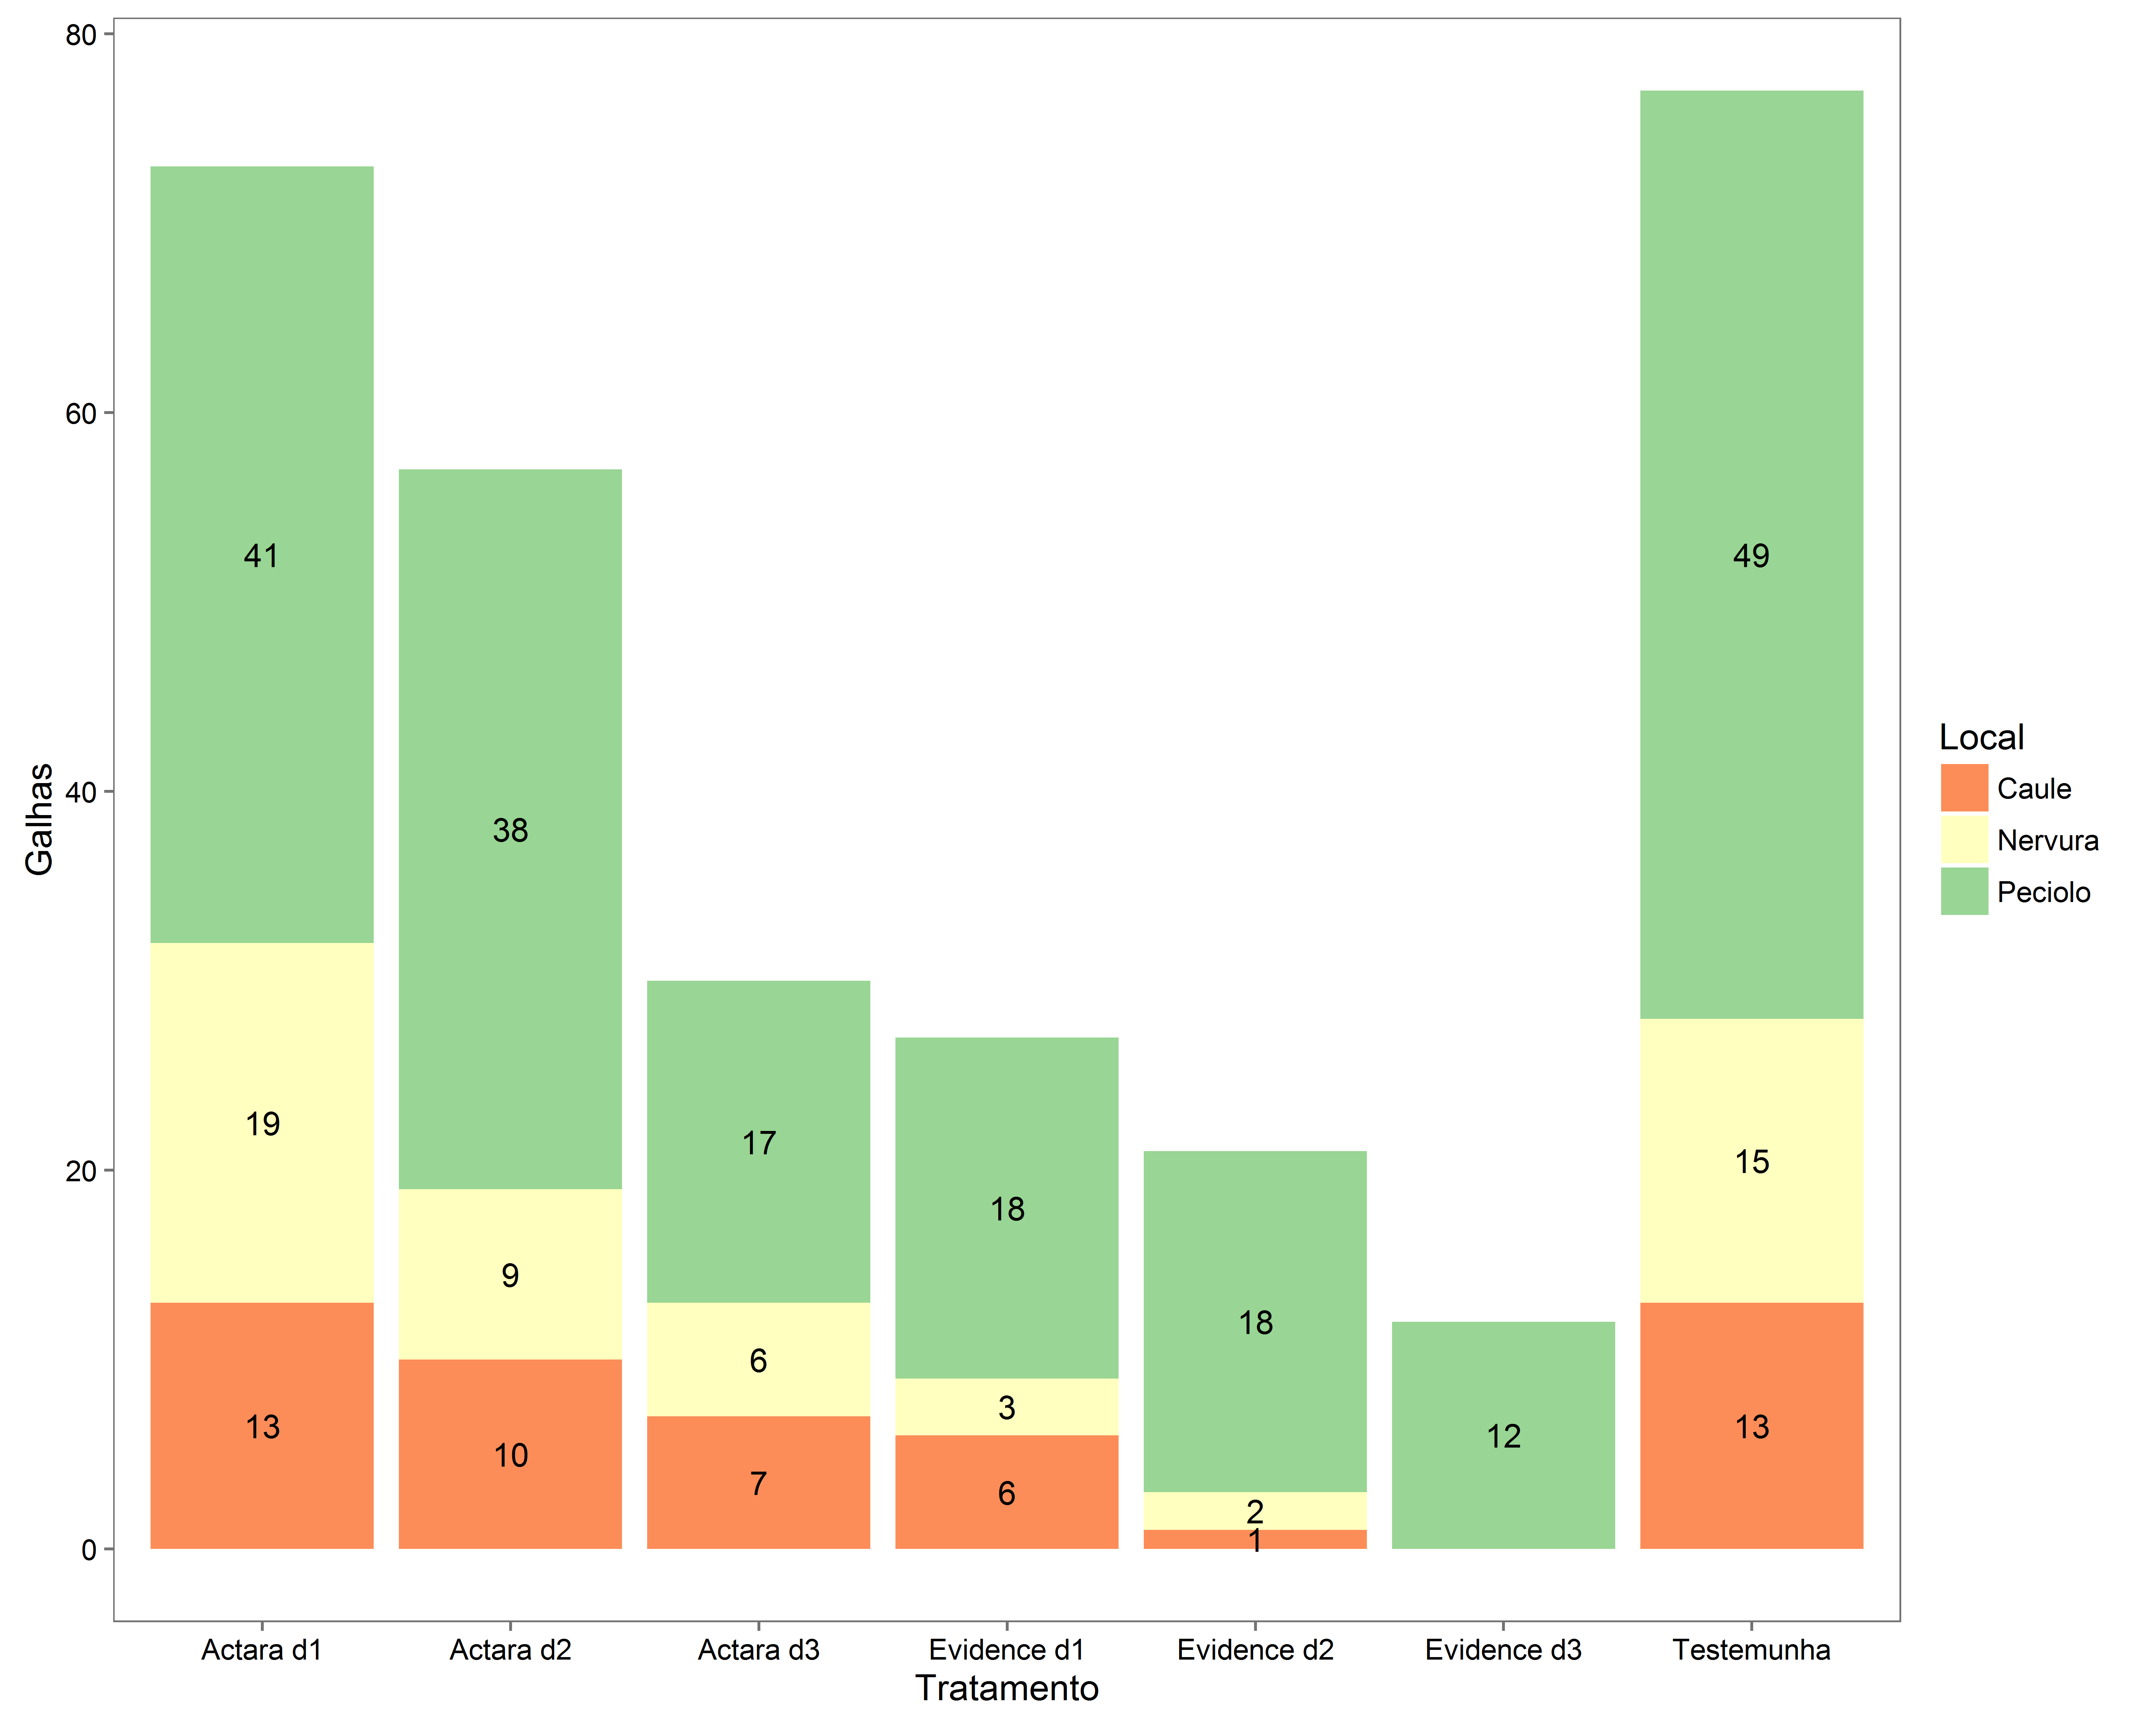 80
60
40
20
0
Galhas
41
19
13
38
9
10
17
6
7
18
3
6
18
2
1
12
49
15
13
Actara d1
Actara d2
Actara d3
Evidence d1
Evidence d2
Evidence d3
Testemunha
Tratamento
Local
Caule
Nervura
Peciolo